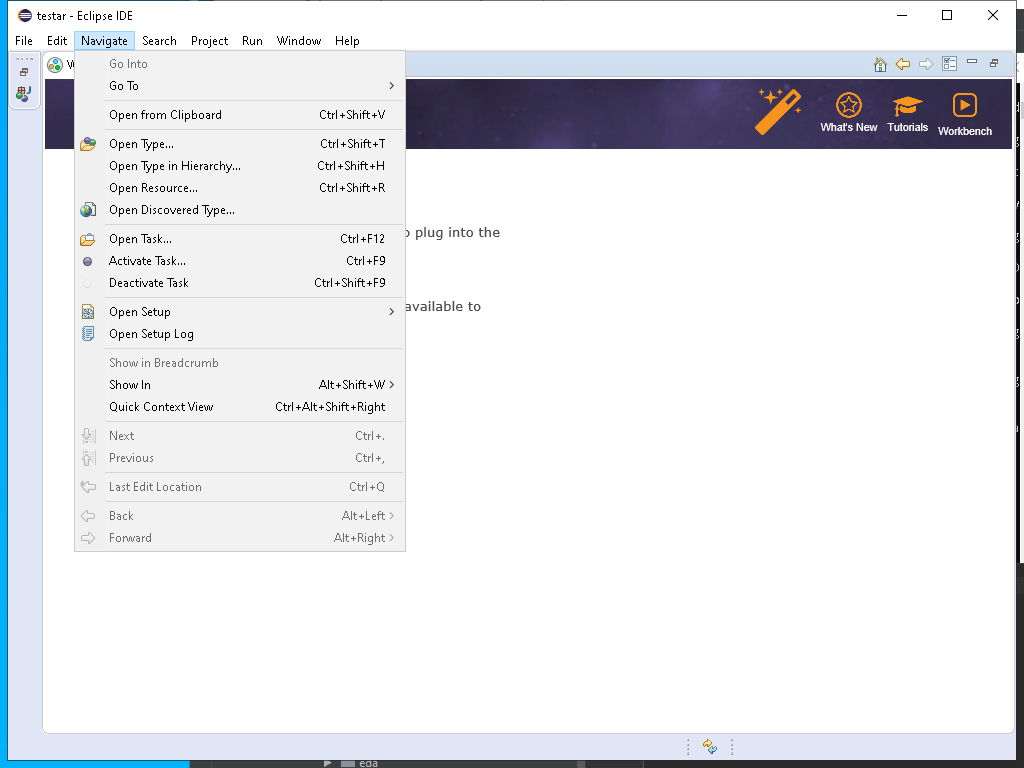 testar - Eclipse IDE
File Edit Navigate Search Project Run Window Help
Go Into
Go To
Open from Clipboard Ctrl+Shift+V
Open Type... Ctrl+Shift+T
Open Type in Hierarchy... Ctrl+Shift+H
Open Resource... Ctrl+Shift+R
Open Discovered Type...
Open Task... Ctrl+F12
Activate Task... Ctrl+F9
Deactivate Task Ctrl+Shift+F9
Open Setup
Open Setup Log
Show in Breadcrumb
Show In Alt+Shift+W
Quick Context View Ctrl+Alt+Shift+Right
Next Ctrl+.
Previous Ctrl+,
Last Edit Location Ctrl+Q
Back Alt+Left
Forward Alt+Right
What's New Tutorials Workbench
plug into the
available to
eda